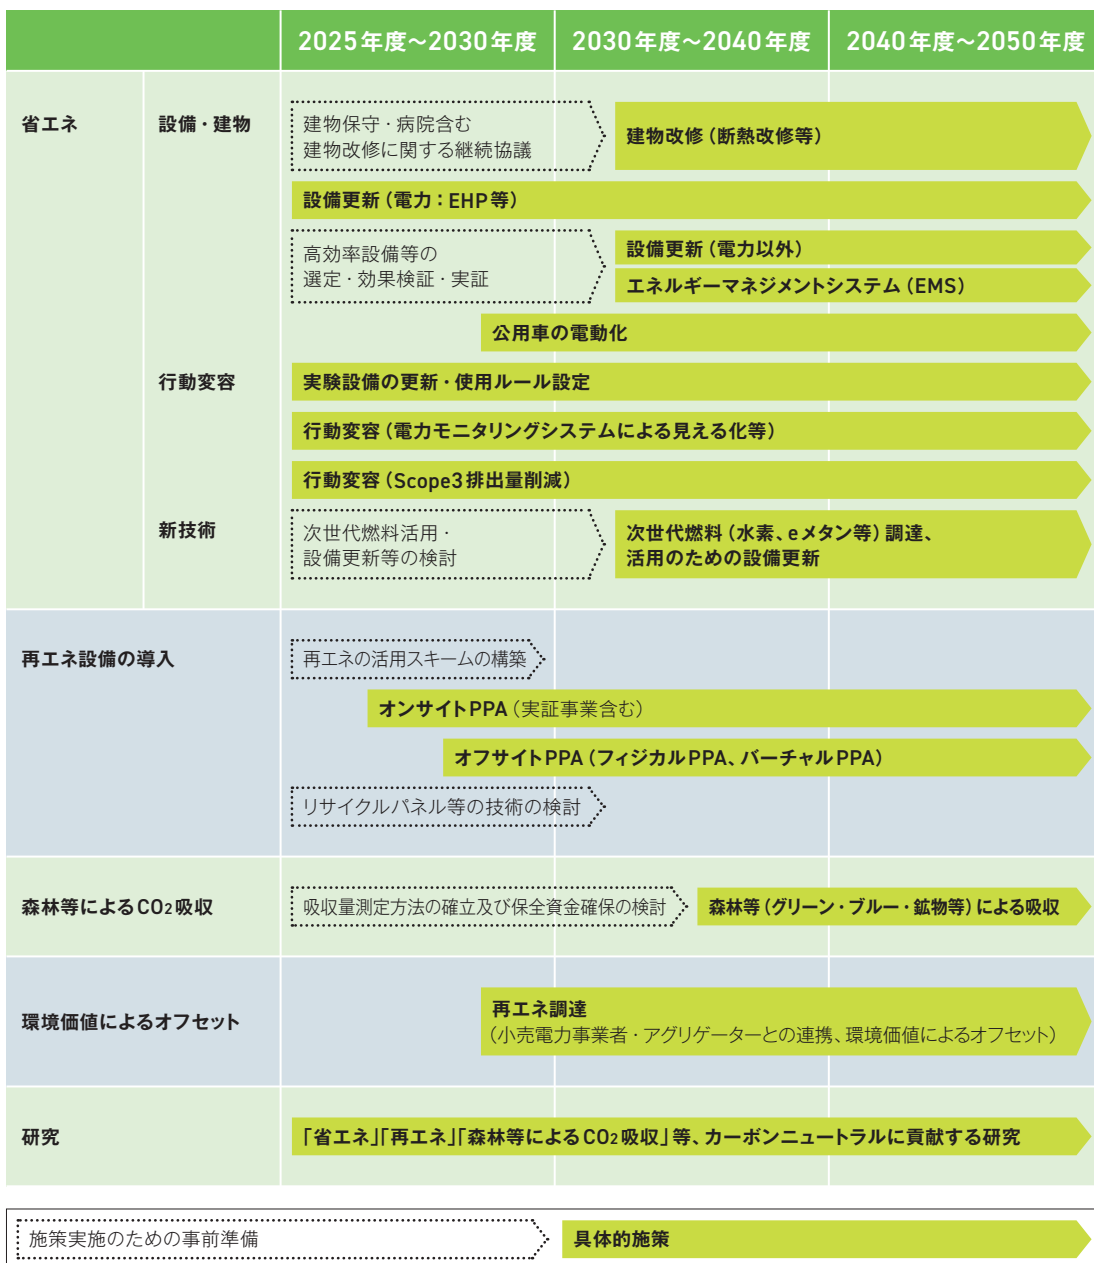 2025年度～2030年度
2030年度～2040年度
2040年度～2050年度
省エネ
設備・建物
建物保守・病院含む
建物改修に関する継続協議
建物改修（断熱改修等）
設備更新（電力：EHP等）
高効率設備等の
選定・効果検証・実証
設備更新（電力以外）
エネルギーマネジメントシステム（EMS）
公用車の電動化
行動変容
実験設備の更新・使用ルール設定
行動変容（電力モニタリングシステムによる見える化等）
行動変容（Scope3排出量削減）
新技術
次世代燃料活用・
設備更新等の検討
次世代燃料（水素、eメタン等）調達、
活用のための設備更新
再エネ設備の導入
再エネの活用スキームの構築
オンサイトPPA（実証事業含む）
オフサイトPPA（フィジカルPPA、バーチャルPPA）
リサイクルパネル等の技術の検討
森林等によるCO2吸収
吸収量測定方法の確立及び保全資金確保の検討
森林等（グリーン・ブルー・鉱物等）による吸収
環境価値によるオフセット
再エネ調達
（小売電力事業者・アグリゲーターとの連携、環境価値によるオフセット）
研究
「省エネ」「再エネ」「森林等によるCO2吸収」等、カーボンニュートラルに貢献する研究
施策実施のための事前準備
具体的施策